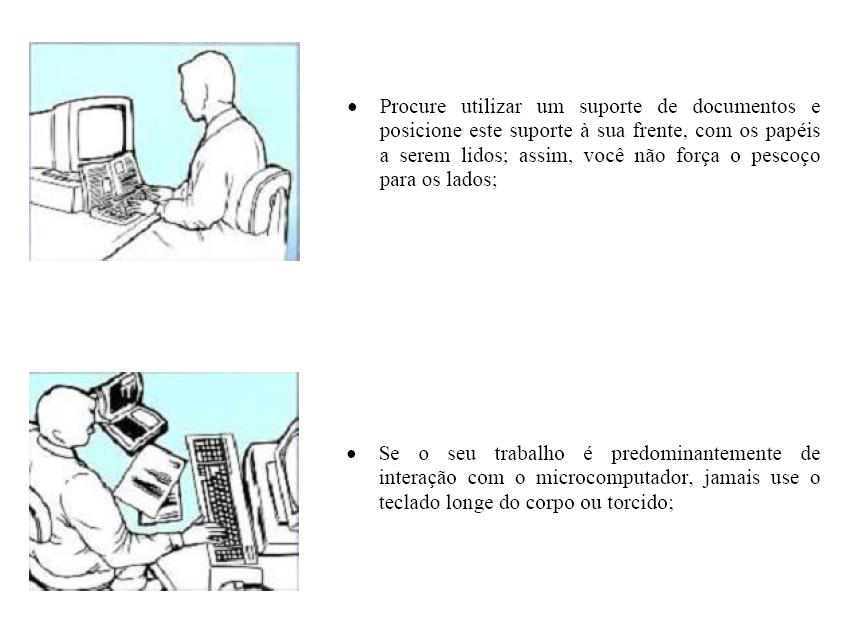 • Procure utilizar um suporte de documentos e
posicione este suporte à sua frente, com os papéis
a serem lidos; assim, você não força o pescoço
para os lados;
• Se o seu trabalho é predominantemente de
interação com o microcomputador, jamais use o
teclado longe do corpo ou torcido;